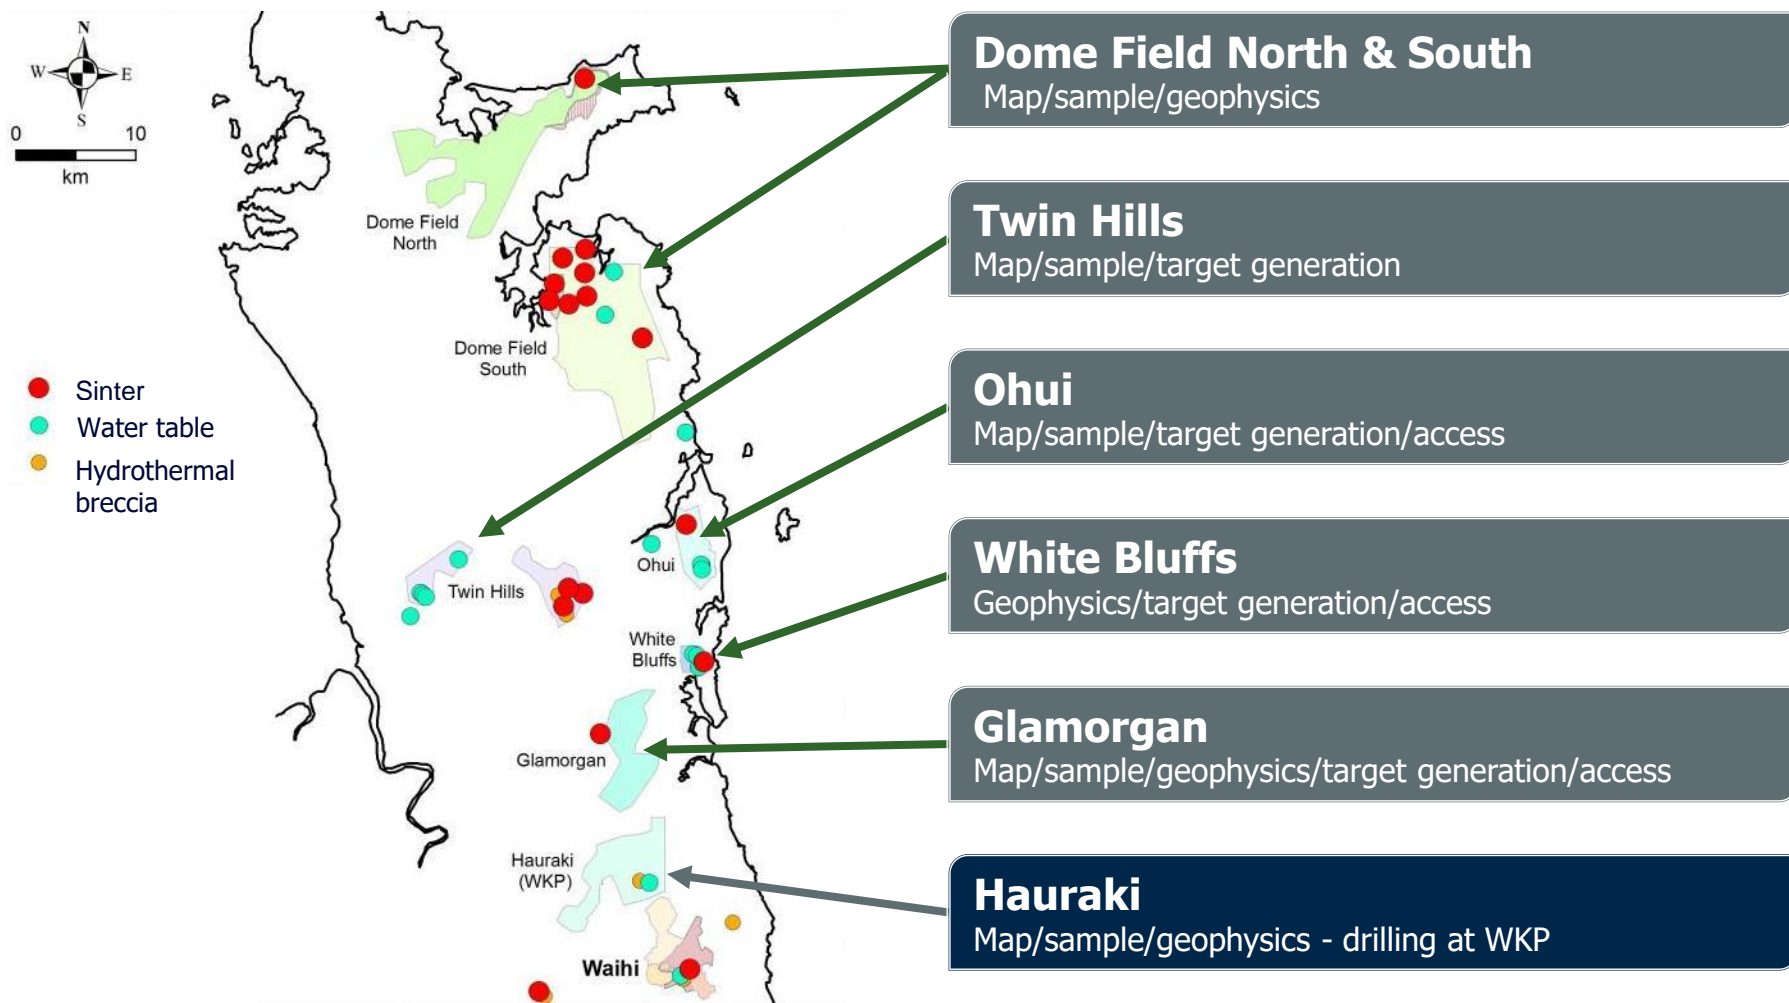 N
W
E
S
0
10
km
Dome Field
North
Dome Field
South
Sinter
Water table
Hydrothermal
breccia
Twin Hills
Ohui
White
Bluffs
Glamorgan
Hauraki
(WKP)
Waihi
Dome Field North & South
Map/sample/geophysics
Twin Hills
Map/sample/target generation
Ohui
Map/sample/target generation/access
White Bluffs
Geophysics/target generation/access
Glamorgan
Map/sample/geophysics/target generation/access
Hauraki
Map/sample/geophysics - drilling at WKP